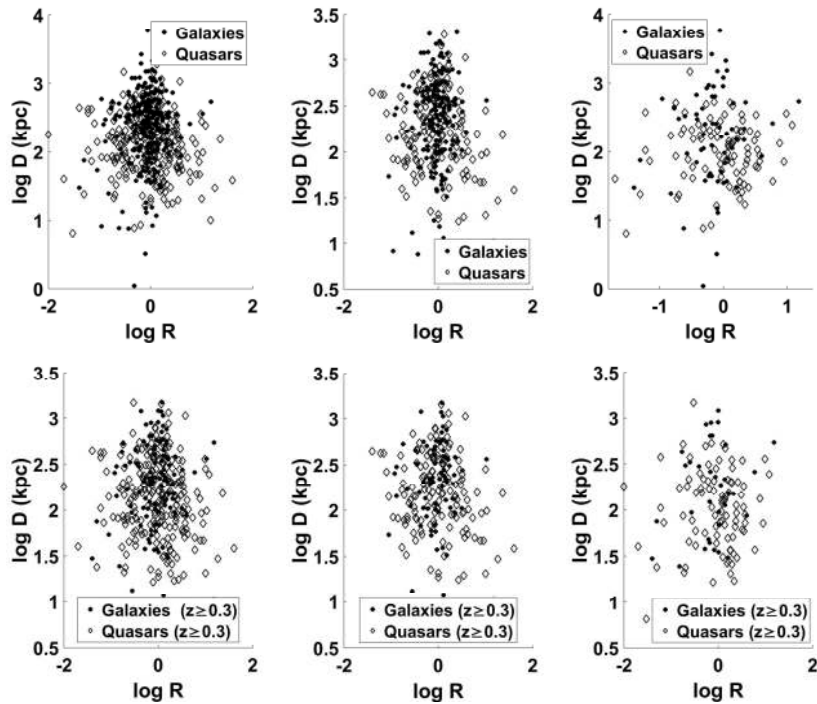 4
3
2
1
0
log D (kpc)
Galaxies
Quasars
-2
0
2
log R
3.5
3
2.5
2
1.5
1
0.5
log D (kpc)
Galaxies
Quasars
-2
0
2
log R
4
3
2
1
0
log D (kpc)
Galaxies
Quasars
-1
0
1
log R
3.5
3
2.5
2
1.5
1
0.5
log D (kpc)
Galaxies (z≥0.3)
Quasars (z≥0.3)
-2
0
2
log R
3.5
3
2.5
2
1.5
1
0.5
log D (kpc)
Galaxies (z≥0.3)
Quasars (z≥0.3)
-2
0
2
log R
3.5
3
2.5
2
1.5
1
0.5
log D (kpc)
Galaxies (z≥0.3)
Quasars (z≥0.3)
-2
0
2
log R